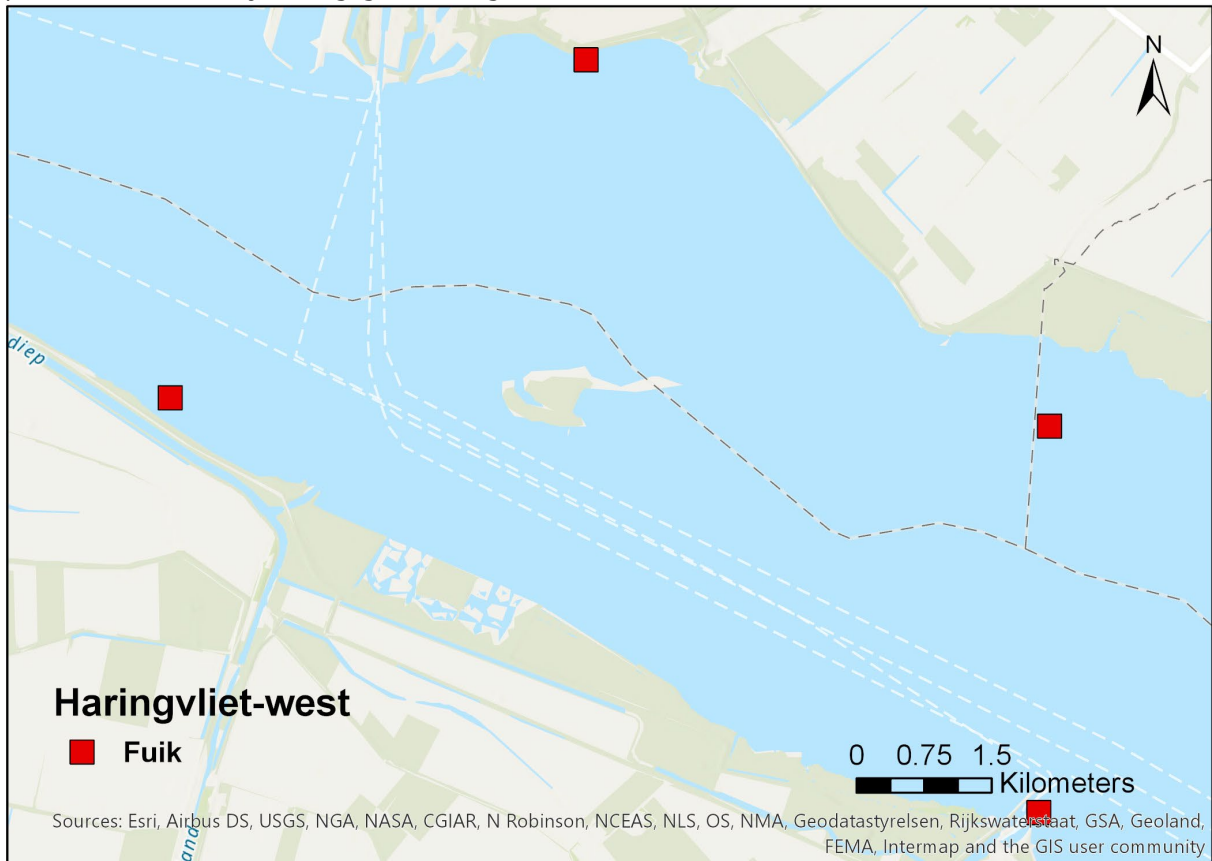 N
diep
Haringvliet-west
Fuik
0 0.75 1.5
Kilometers
and
Sources: Esri, Airbus DS, USGS, NGA, NASA, CGIAR, N Robinson, NCEAS, NLS, OS, NMA, Geodatastyrelsen, Rijkswaterstaat, GSA, Geoland,
FEMA, Intermap and the GIS user community